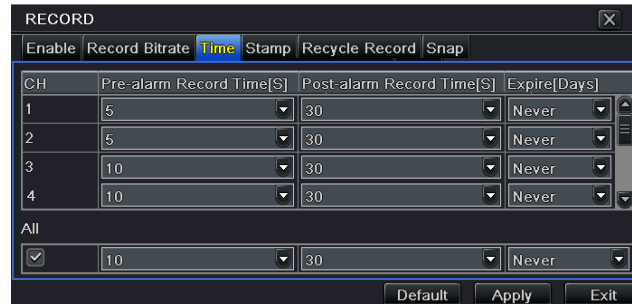 RECORD
Enable Record Bitrate Time Stamp Recycle Record Snap
CH Pre-alarm Record Time[S] Post-alarm Record Time[S] Expire[Days]
1 5 30 Never
2 5 30 Never
3 10 30 Never
4 10 30 Never
All
10 30 Never
Default Apply Exit